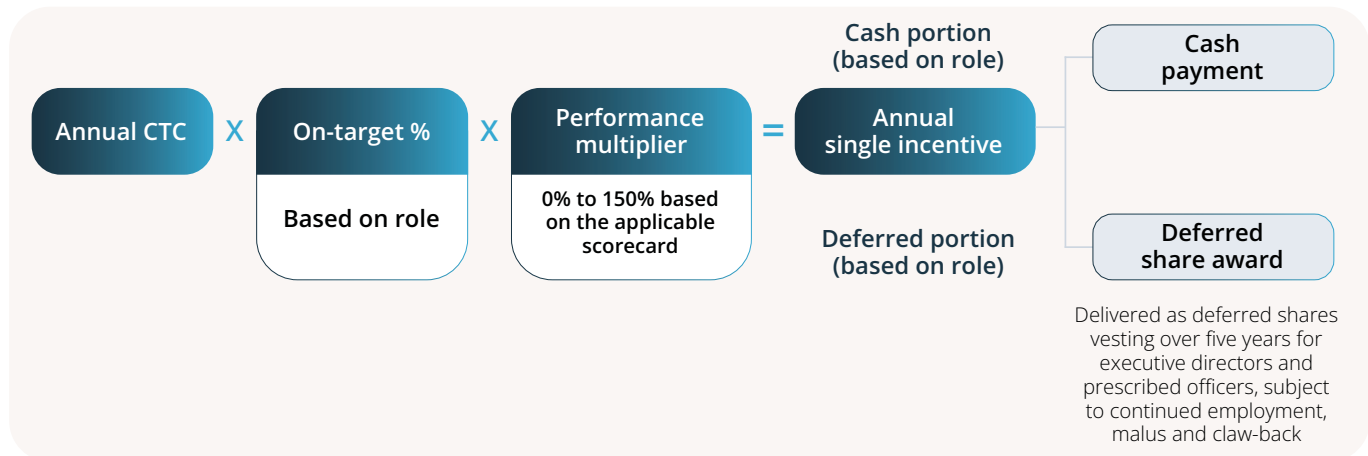 Annual CTC
X
On-target %
Based on role
X
Performance
multiplier
0% to 150% based
on the applicable
scorecard
=
Cash portion
(based on role)
Annual
single incentive
Deferred portion
(based on role)
Cash
payment
Deferred
share award
Delivered as deferred shares
vesting over five years for
executive directors and
prescribed officers, subject
to continued employment,
malus and claw-back